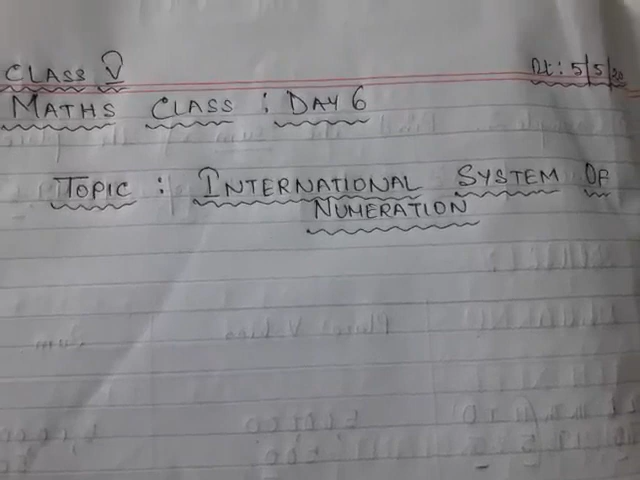 CLASS V
Dt: 5/5/20
MATHS CLASS : DAY 6
TOPIC : INTERNATIONAL SYSTEM OF
NUMERATION